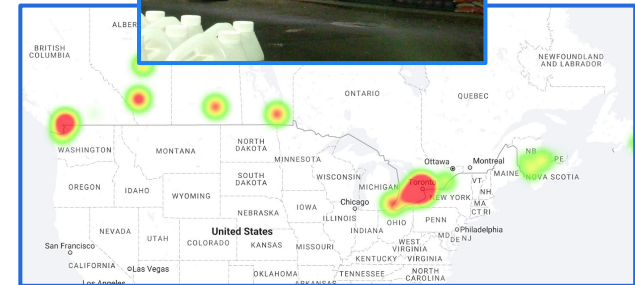 ALBER
BRITISH
COLUMBIA
NEWFOUNDLAND
AND LABRADOR
ONTARIO
QUEBEC
NB
PE
NOVA SCOTIA
WASHINGTON
MONTANA
NORTH
DAKOTA
MINNESOTA
Ottawa
Montreal
MAINE
OREGON
IDAHO
WYOMING
SOUTH
DAKOTA
WISCONSIN
MICHIGAN
Toronto
VT
NH
NEW YORK
MA
CT RI
NEBRASKA
IOWA
Chicago
ILLINOIS
INDIANA
OHIO
PENN
Philadelphia
MD
DE
NJ
NEVADA
UTAH
COLORADO
United States
KANSAS
MISSOURI
WEST
VIRGINIA
KENTUCKY
VIRGINIA
San Francisco
CALIFORNIA
Las Vegas
OKLAHOMA
TENNESSEE
NORTH
CAROLINA
Los Angeles
ARKANSAS